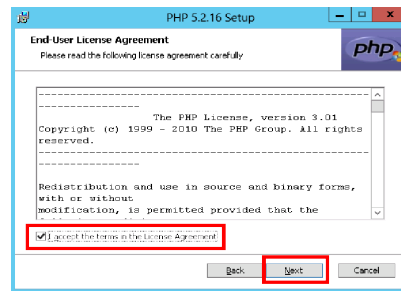 PHP 5.2.16 Setup
End-User License Agreement
Please read the following license agreement carefully
php
--------------------------------------------------
---------------
The PHP License, version 3.01
Copyright (c) 1999 - 2010 The PHP Group. All rights
reserved.
--------------------------------------------------
---------------
Redistribution and use in source and binary forms,
with or without
modification, is permitted provided that the
I accept the terms in the License Agreement
Back Next Cancel